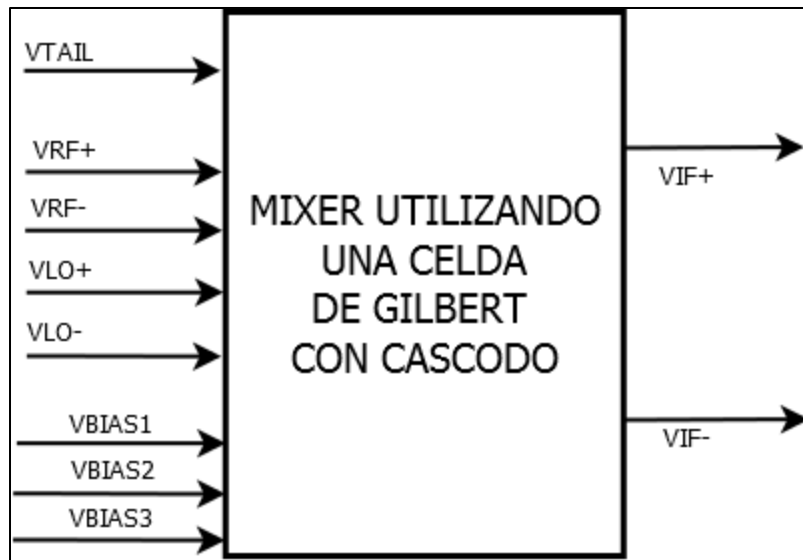 VTAIL
VRF+
VRF-
VLO+
VLO-
VBIAS1
VBIAS2
VBIAS3
MIXER UTILIZANDO
UNA CELDA
DE GILBERT
CON CASCODO
VIF+
VIF-